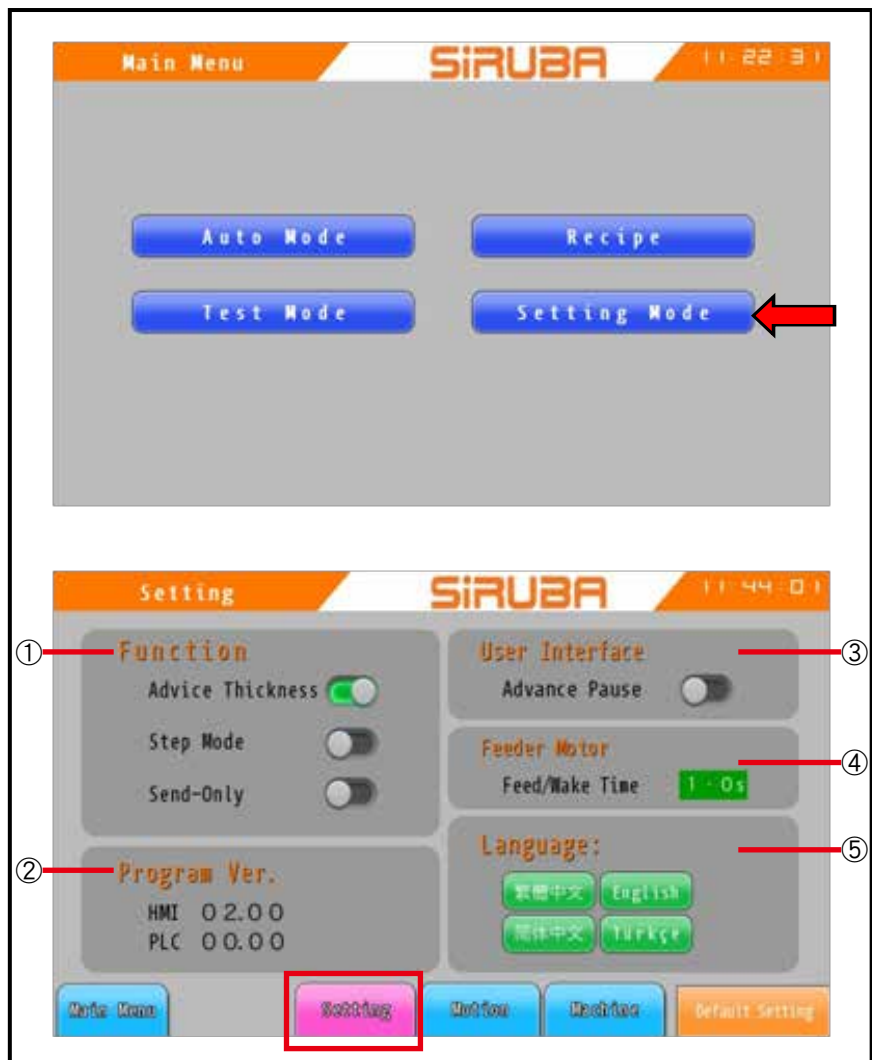 Main Menu
SiRUBA
11:22:31
Auto Mode
Recipe
Test Mode
Setting Mode
Setting
SiRUBA
11:44:01
① Function
Advice Thickness
Step Mode
Send-Only
② Program Ver.
HMI 02.00
PLC 00.00
③ User Interface
Advance Pause
④ Feeder Motor
Feed/Wake Time 1.0s
⑤ Language:
繁體中文 English
简体中文 Türkçe
Main Menu Setting Motion Machine Default Setting